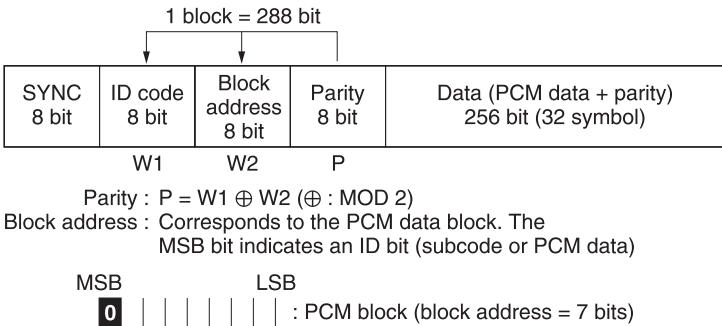 1 block = 288 bit
SYNC 8 bit
ID code 8 bit
Block address 8 bit
Parity 8 bit
Data (PCM data + parity) 256 bit (32 symbol)
W1 W2 P
Parity : P = W1 ⊕ W2 (⊕ : MOD 2)
Block address : Corresponds to the PCM data block. The
MSB bit indicates an ID bit (subcode or PCM data)
MSB LSB
0 : PCM block (block address = 7 bits)